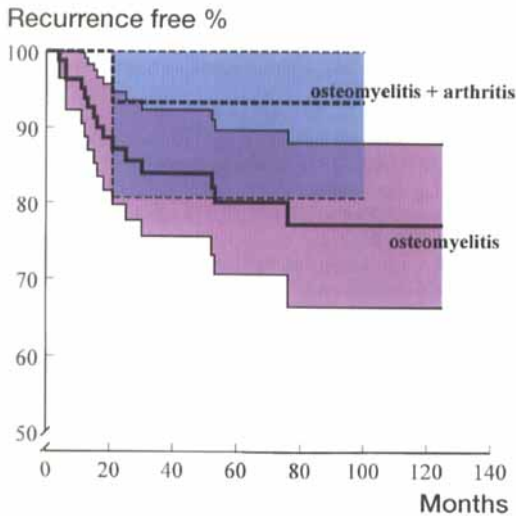 Recurrence free %
100
osteomyelitis + arthritis
90
80
osteomyelitis
70
60
50
0 20 40 60 80 100 120 140
Months